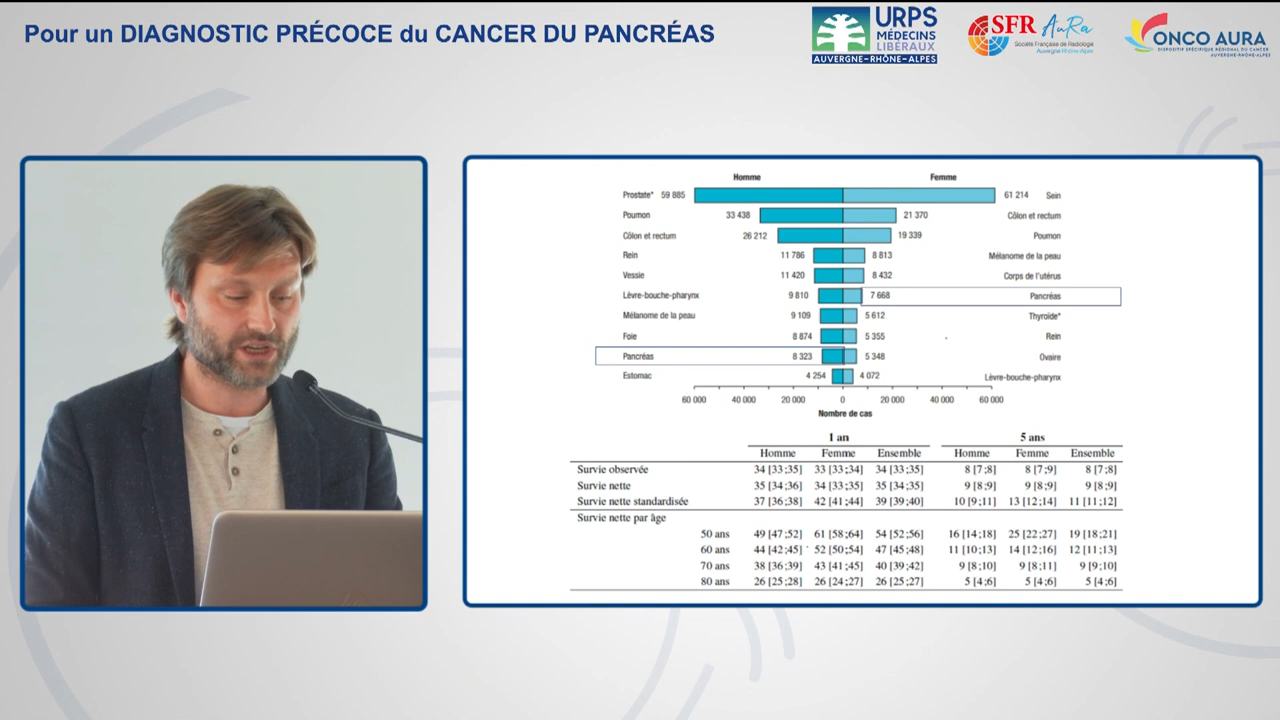 Pour un DIAGNOSTIC PRÉCOCE du CANCER DU PANCRÉAS
URPS
MÉDECINS
LIBÉRAUX
AUVERGNE-RHÔNE-ALPES
SFR AuRa
Société Française de Radiologie
Auvergne-Rhône-Alpes
ONCO AURA
DISPOSITIF SPÉCIFIQUE RÉGIONAL DU CANCER
AUVERGNE-RHÔNE-ALPES
Homme Femme
Prostate* 59 885 61 214 Sein
Poumon 33 438 21 370 Côlon et rectum
Côlon et rectum 26 212 19 339 Poumon
Rein 11 786 8 813 Mélanome de la peau
Vessie 11 420 8 432 Corps de l'utérus
Lèvre-bouche-pharynx 9 810 7 668 Pancréas
Mélanome de la peau 9 109 5 612 Thyroïde*
Foie 8 874 5 355 Rein
Pancréas 8 323 5 348 Ovaire
Estomac 4 254 4 072 Lèvre-bouche-pharynx
60 000 40 000 20 000 0 20 000 40 000 60 000
Nombre de cas
1 an 5 ans
Homme Femme Ensemble Homme Femme Ensemble
Survie observée 34 [33;35] 33 [33;34] 34 [33;35] 8 [7;8] 8 [7;9] 8 [7;8]
Survie nette 35 [34;36] 34 [33;35] 35 [34;35] 9 [8;9] 9 [8;9] 9 [8;9]
Survie nette standardisée 37 [36;38] 42 [41;44] 39 [39;40] 10 [9;11] 13 [12;14] 11 [11;12]
Survie nette par âge
50 ans 49 [47;52] 61 [58;64] 54 [52;56] 16 [14;18] 25 [22;27] 19 [18;21]
60 ans 44 [42;45] 52 [50;54] 47 [45;48] 11 [10;13] 14 [12;16] 12 [11;13]
70 ans 38 [36;39] 43 [41;45] 40 [39;42] 9 [8;10] 9 [8;11] 9 [9;10]
80 ans 26 [25;28] 26 [24;27] 26 [25;27] 5 [4;6] 5 [4;6] 5 [4;6]